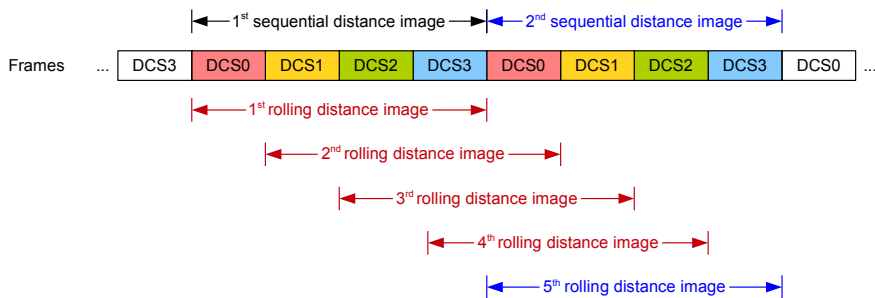 1st sequential distance image 2nd sequential distance image
Frames ... DCS3 DCS0 DCS1 DCS2 DCS3 DCS0 DCS1 DCS2 DCS3 DCS0 ...
1st rolling distance image
2nd rolling distance image
3rd rolling distance image
4th rolling distance image
5th rolling distance image